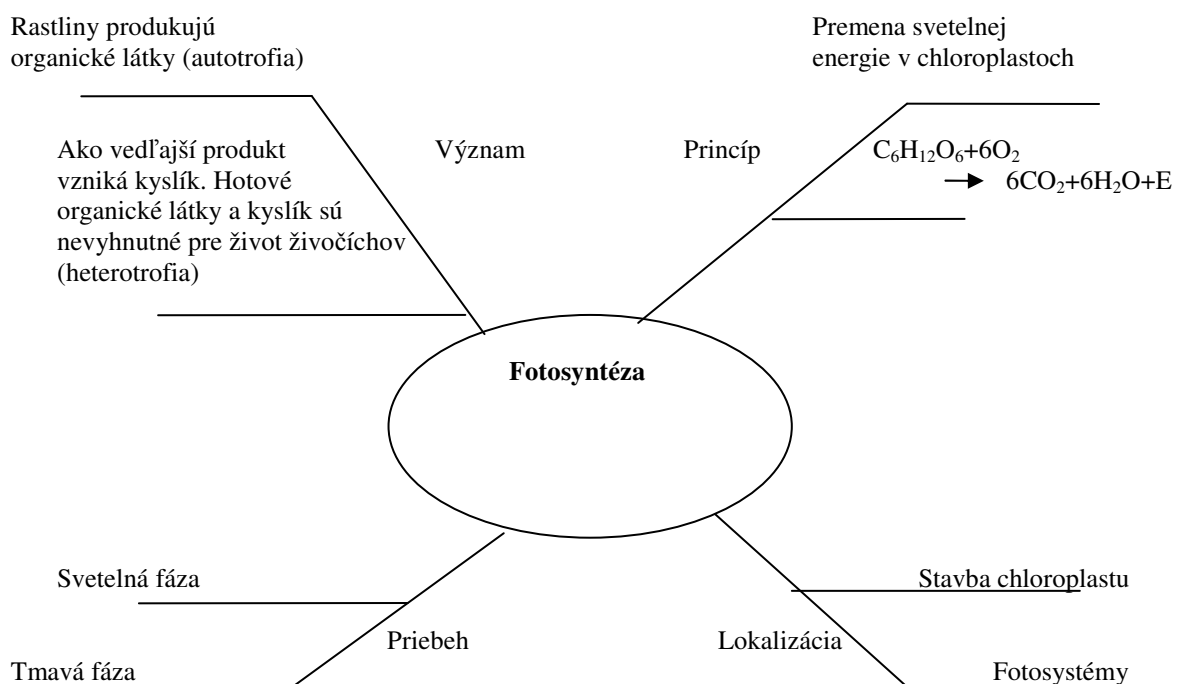 Rastliny produkujú
organické látky (autotrofia)
Premena svetelnej
energie v chloroplastoch
Ako vedľajší produkt
vzniká kyslík. Hotové
organické látky a kyslík sú
nevyhnutné pre život živočíchov
(heterotrofia)
Význam
Princíp
C₆H₁₂O₆+6O₂
→ 6CO₂+6H₂O+E
Fotosyntéza
Svetelná fáza
Stavba chloroplastu
Priebeh
Lokalizácia
Tmavá fáza
Fotosystémy